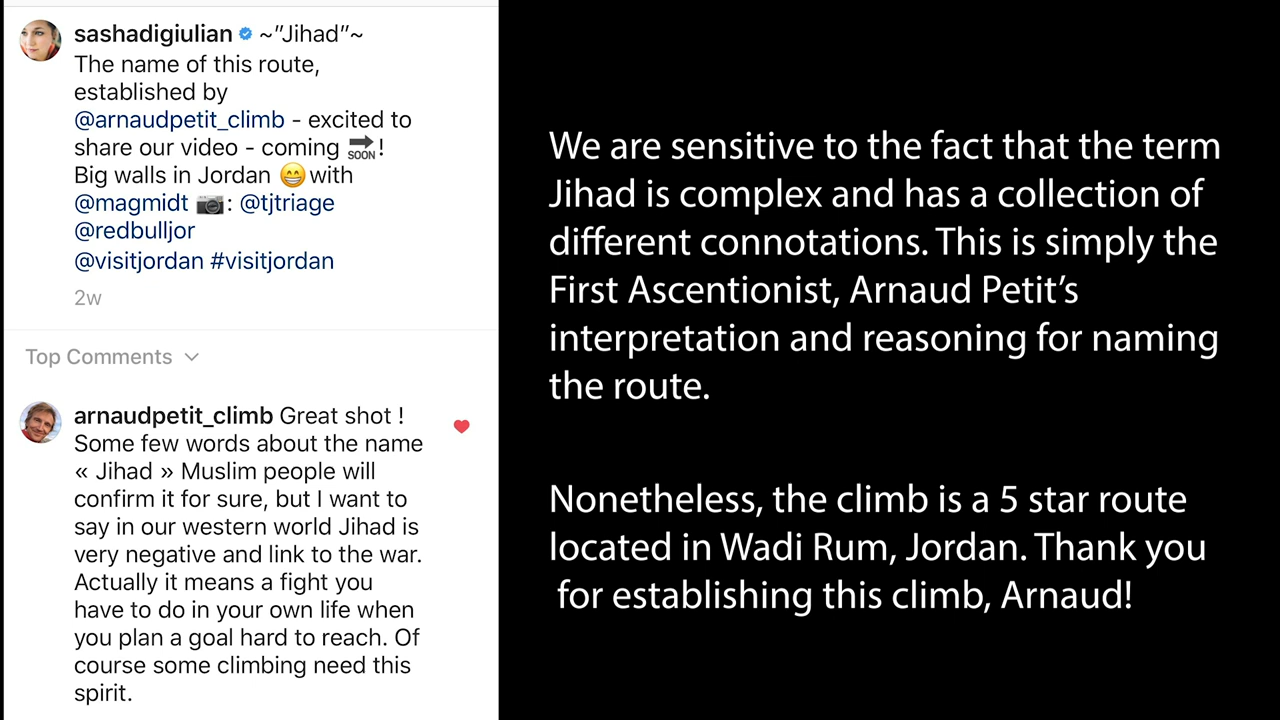 sashadigiulian ~"Jihad"~
The name of this route,
established by
@arnaudpetit_climb - excited to
share our video - coming 🔜!
Big walls in Jordan 😁 with
@magmidt 📷: @tjtriage
@redbulljor
@visitjordan #visitjordan
2w
Top Comments
arnaudpetit_climb Great shot !
Some few words about the name
« Jihad » Muslim people will
confirm it for sure, but I want to
say in our western world Jihad is
very negative and link to the war.
Actually it means a fight you
have to do in your own life when
you plan a goal hard to reach. Of
course some climbing need this
spirit.
We are sensitive to the fact that the term
Jihad is complex and has a collection of
different connotations. This is simply the
First Ascentionist, Arnaud Petit's
interpretation and reasoning for naming
the route.
Nonetheless, the climb is a 5 star route
located in Wadi Rum, Jordan. Thank you
for establishing this climb, Arnaud!